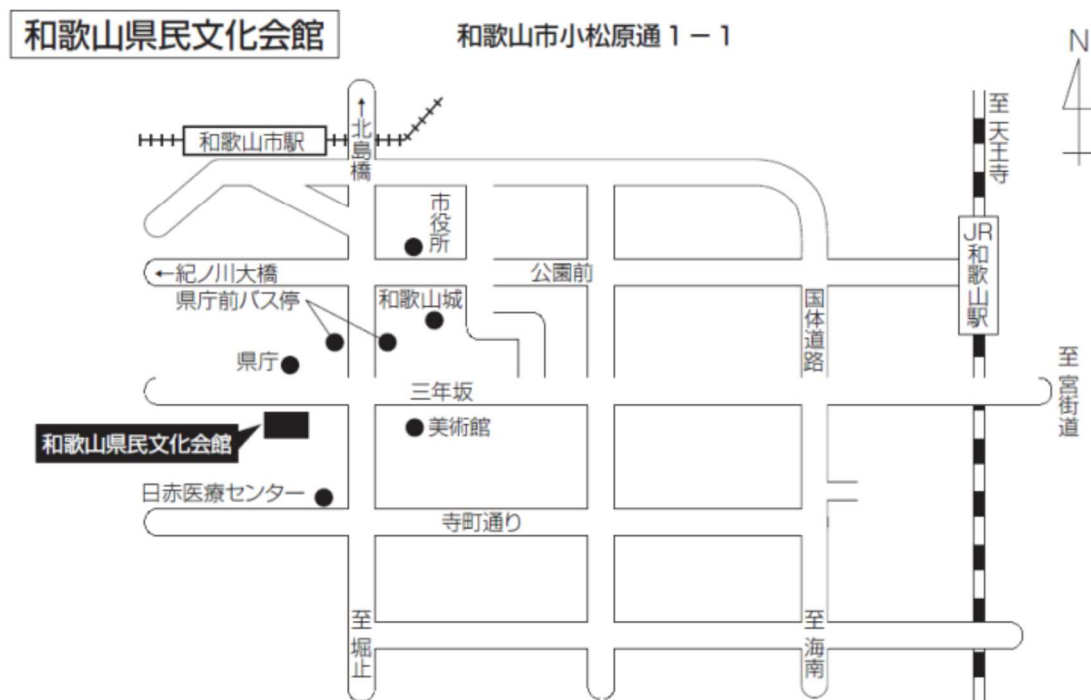 和歌山県民文化会館
和歌山市小松原通1－1
N
至 天王寺
←北島橋
和歌山市駅
市役所
JR和歌山駅
←紀ノ川大橋
公園前
県庁前バス停
和歌山城
国体道路
県庁
三年坂
至 宮街道
和歌山県民文化会館
美術館
日赤医療センター
寺町通り
至 堀止
至 海南